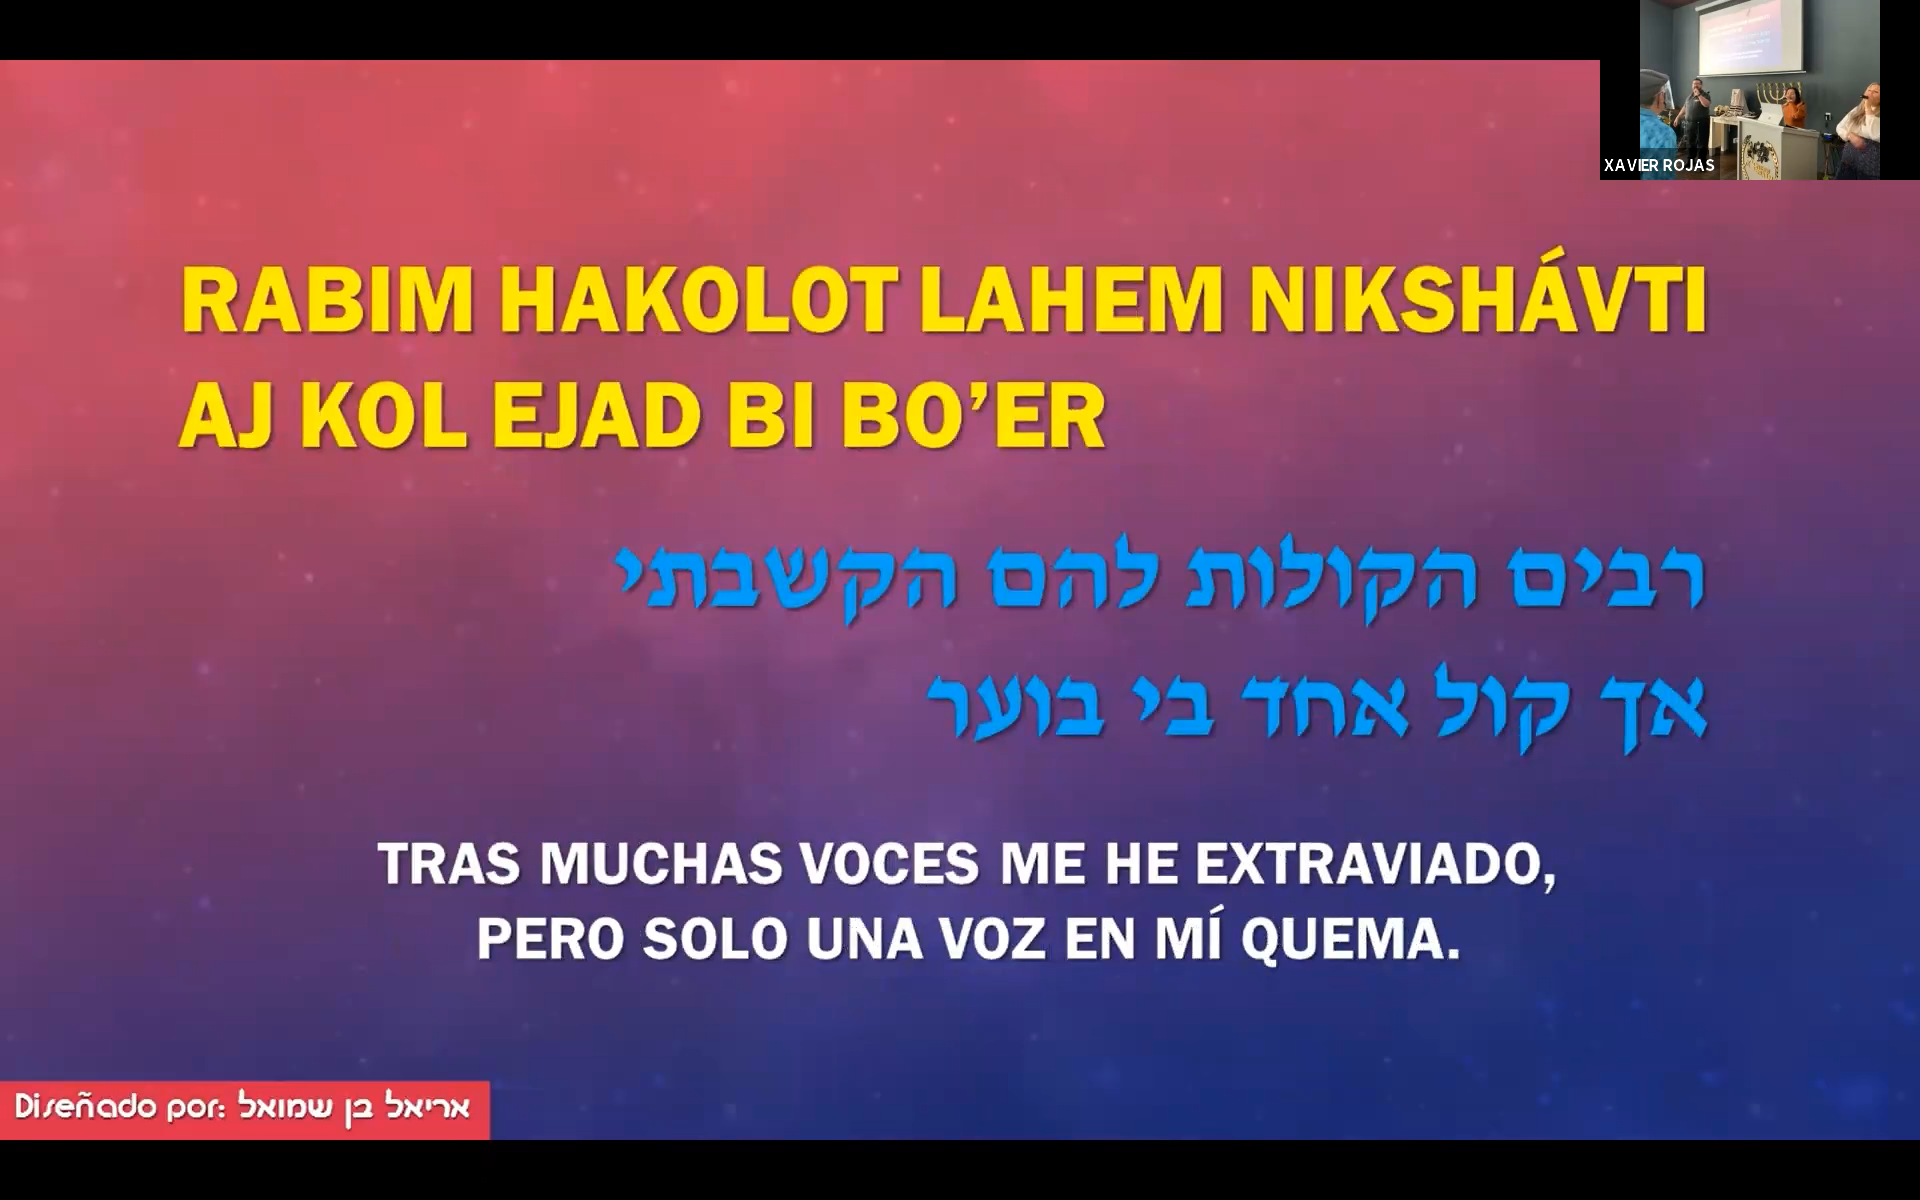 XAVIER ROJAS
RABIM HAKOLOT LAHEM NIKSHÁVTI
AJ KOL EJAD BI BO’ER
רבים הקולות להם הקשבתי
אך קול אחד בי בוער
TRAS MUCHAS VOCES ME HE EXTRAVIADO,
PERO SOLO UNA VOZ EN MÍ QUEMA.
Diseñado por: אריאל בן שמואל